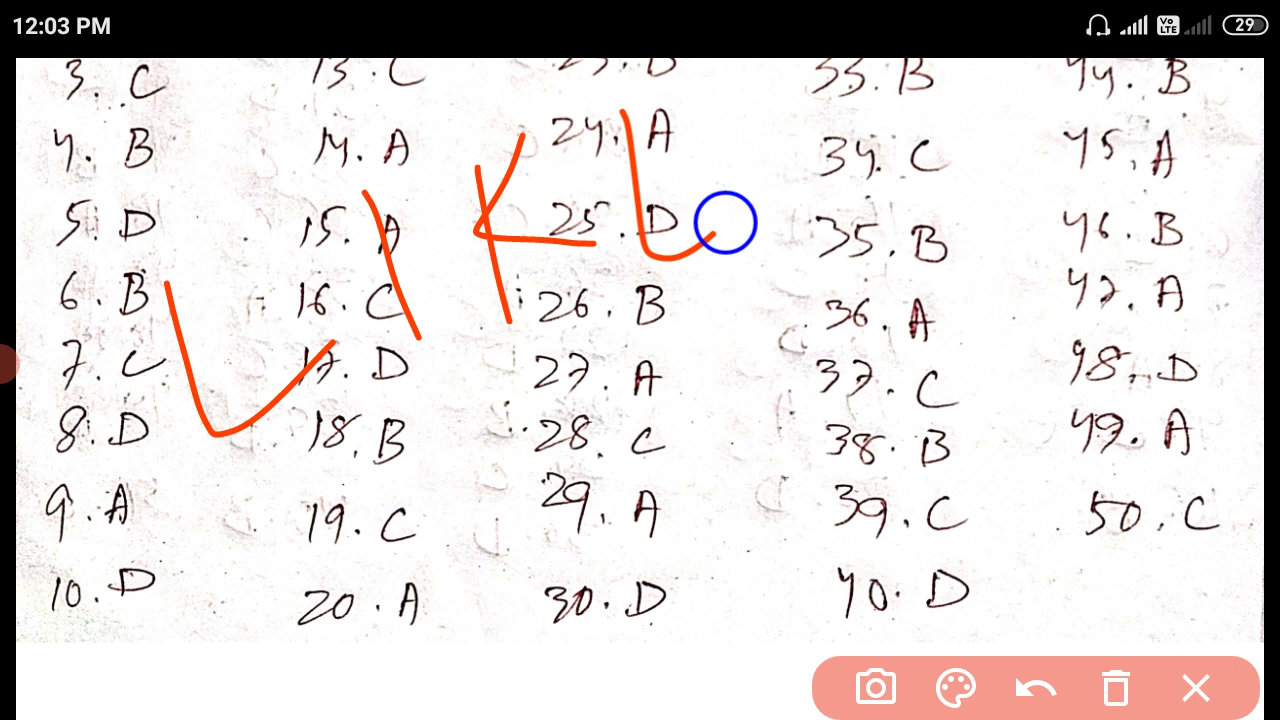 12:03 PM
Vo LTE
29
3. C
4. B
5. D
6. B
7. C
8. D
9. A
10. D
13. C
14. A
15. A
16. C
17. D
18. B
19. C
20. A
24. A
25. D
26. B
27. A
28. C
29. A
30. D
33. B
34. C
35. B
36. A
37. C
38. B
39. C
40. D
44. B
45. A
46. B
47. A
48. D
49. A
50. C